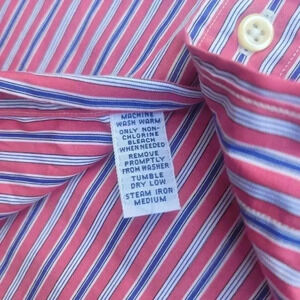 MACHINE
WASH WARM
ONLY NON-
CHLORINE
BLEACH
WHEN NEEDED
REMOVE
PROMPTLY
FROM WASHER
TUMBLE
DRY LOW
STEAM IRON
MEDIUM